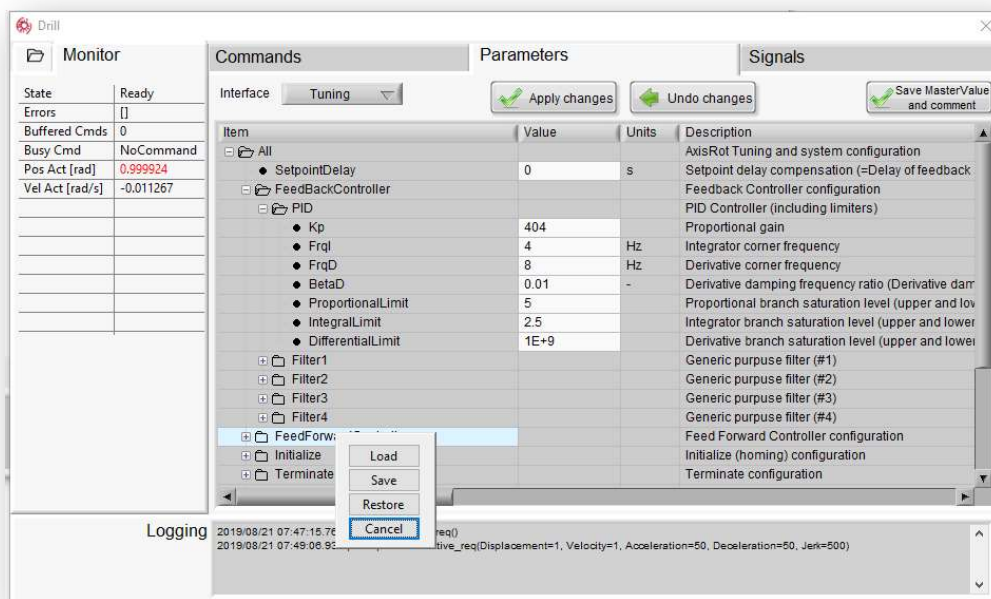 Drill
Monitor
Commands
Parameters
Signals
State Ready
Errors []
Buffered Cmds 0
Busy Cmd NoCommand
Pos Act [rad] 0.999924
Vel Act [rad/s] -0.011267
Interface Tuning Apply changes Undo changes Save MasterValue
and comment
Item Value Units Description
All AxisRot Tuning and system configuration
SetpointDelay 0 s Setpoint delay compensation (=Delay of feedback
FeedBackController Feedback Controller configuration
PID PID Controller (including limiters)
Kp 404 Proportional gain
FrqI 4 Hz Integrator corner frequency
FrqD 8 Hz Derivative corner frequency
BetaD 0.01 - Derivative damping frequency ratio (Derivative dam
ProportionalLimit 5 Proportional branch saturation level (upper and low
IntegralLimit 2.5 Integrator branch saturation level (upper and lower
DifferentialLimit 1E+9 Derivative branch saturation level (upper and lower
Filter1 Generic purpuse filter (#1)
Filter2 Generic purpuse filter (#2)
Filter3 Generic purpuse filter (#3)
Filter4 Generic purpuse filter (#4)
Feed Forward Controller configuration
Initialize Initialize (homing) configuration
Terminate Terminate configuration
Load
Save
Restore
Cancel
Logging
2019/08/21 07:47:15.76 req()
2019/08/21 07:49:06.93 tive_req(Displacement=1, Velocity=1, Acceleration=50, Deceleration=50, Jerk=500)